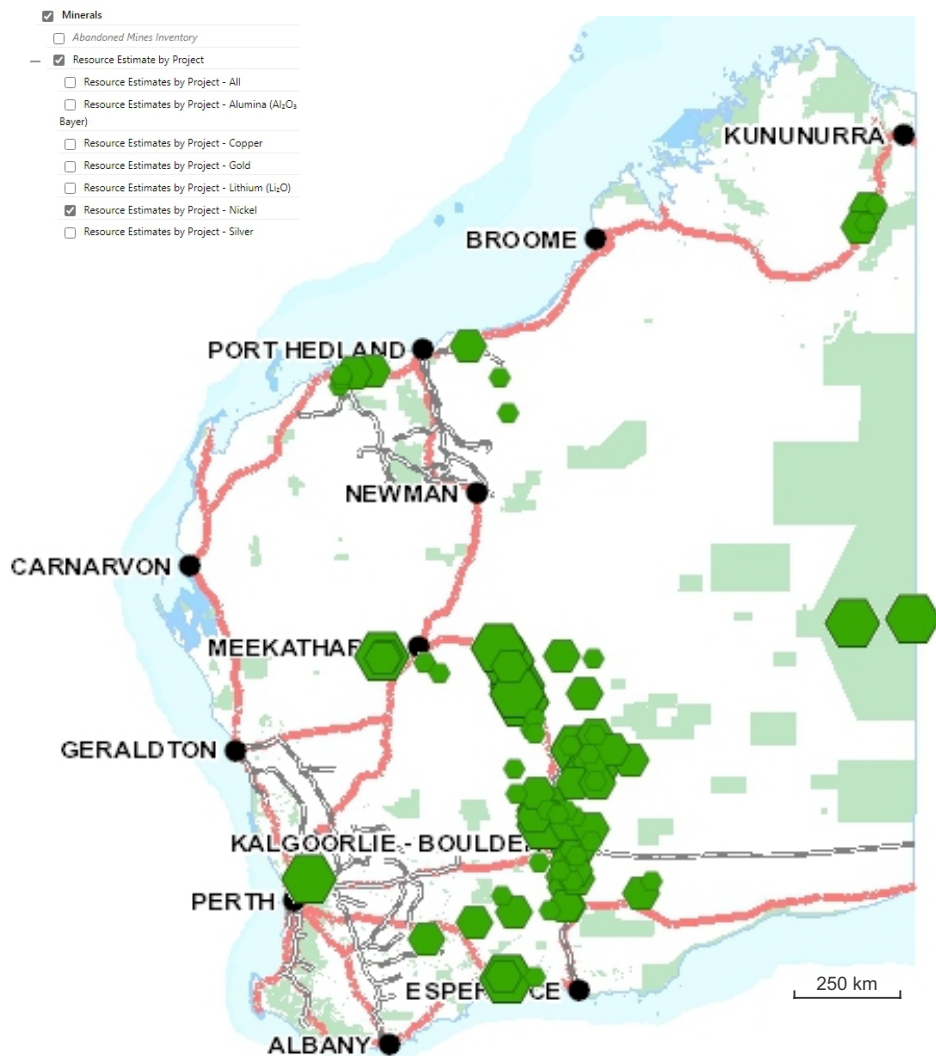 Minerals
Abandoned Mines Inventory
Resource Estimate by Project
Resource Estimates by Project - All
Resource Estimates by Project - Alumina (Al₂O₃
Bayer)
Resource Estimates by Project - Copper
Resource Estimates by Project - Gold
Resource Estimates by Project - Lithium (Li₂O)
Resource Estimates by Project - Nickel
Resource Estimates by Project - Silver
KUNUNURRA
BROOME
PORT HEDLAND
NEWMAN
CARNARVON
MEEKATHAR
GERALDTON
KALGOORLIE - BOULDE
PERTH
250 km
ESPER CE
ALBANY